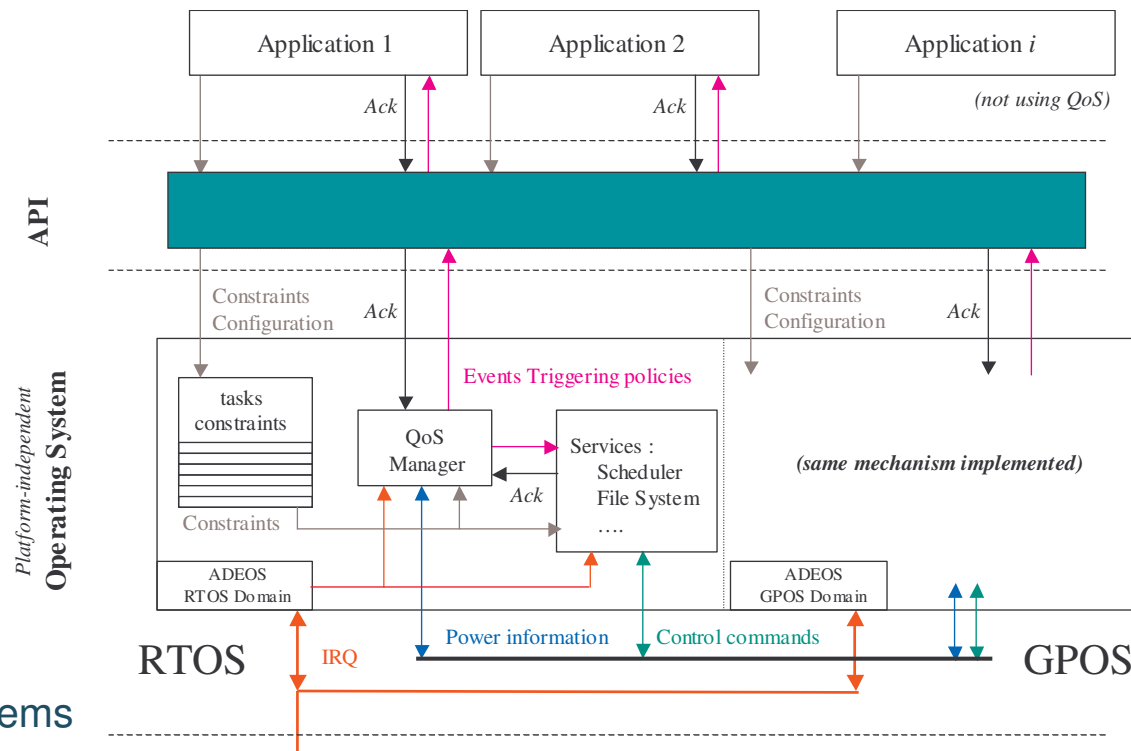 Application 1
Application 2
Application i
Ack
Ack
(not using QoS)
API
Constraints
Configuration
Ack
Constraints
Configuration
Ack
Platform-independent
Operating System
Events Triggering policies
tasks
constraints
QoS
Manager
Services :
Scheduler
File System
....
Ack
(same mechanism implemented)
Constraints
ADEOS
RTOS Domain
ADEOS
GPOS Domain
Power information
Control commands
RTOS
IRQ
GPOS
ems